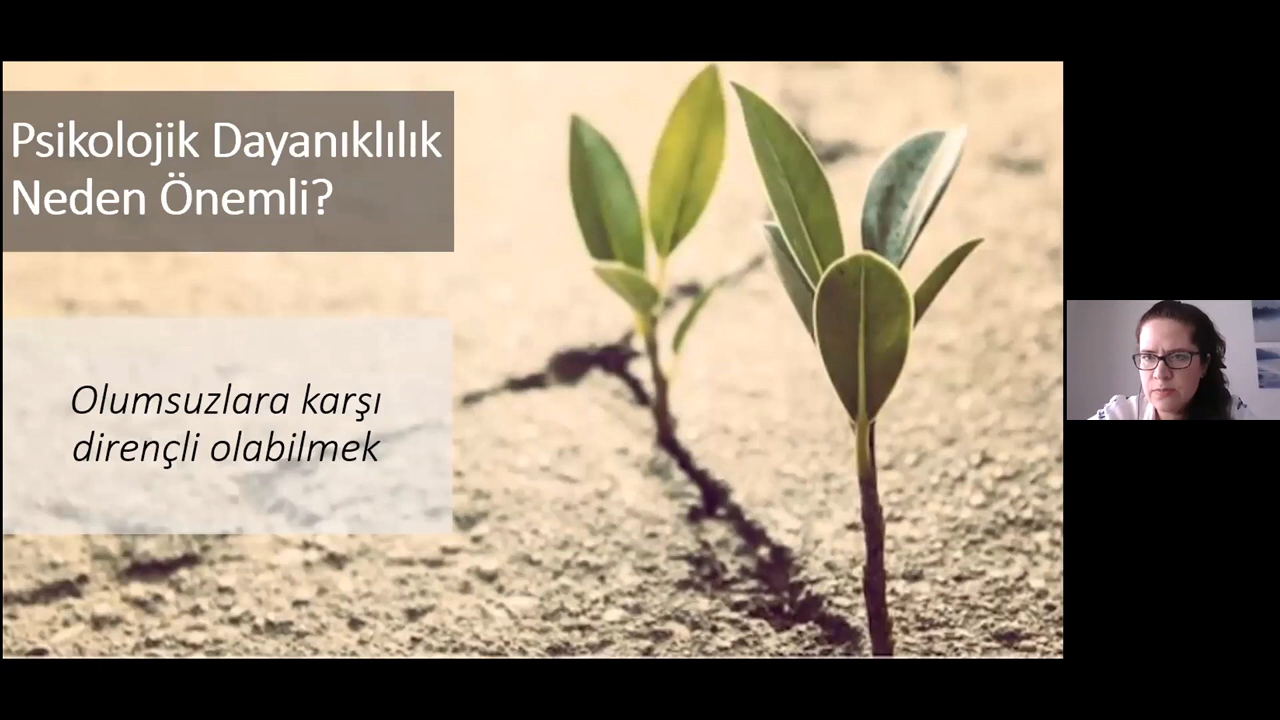 Psikolojik Dayanıklılık
Neden Önemli?
Olumsuzlara karşı
dirençli olabilmek